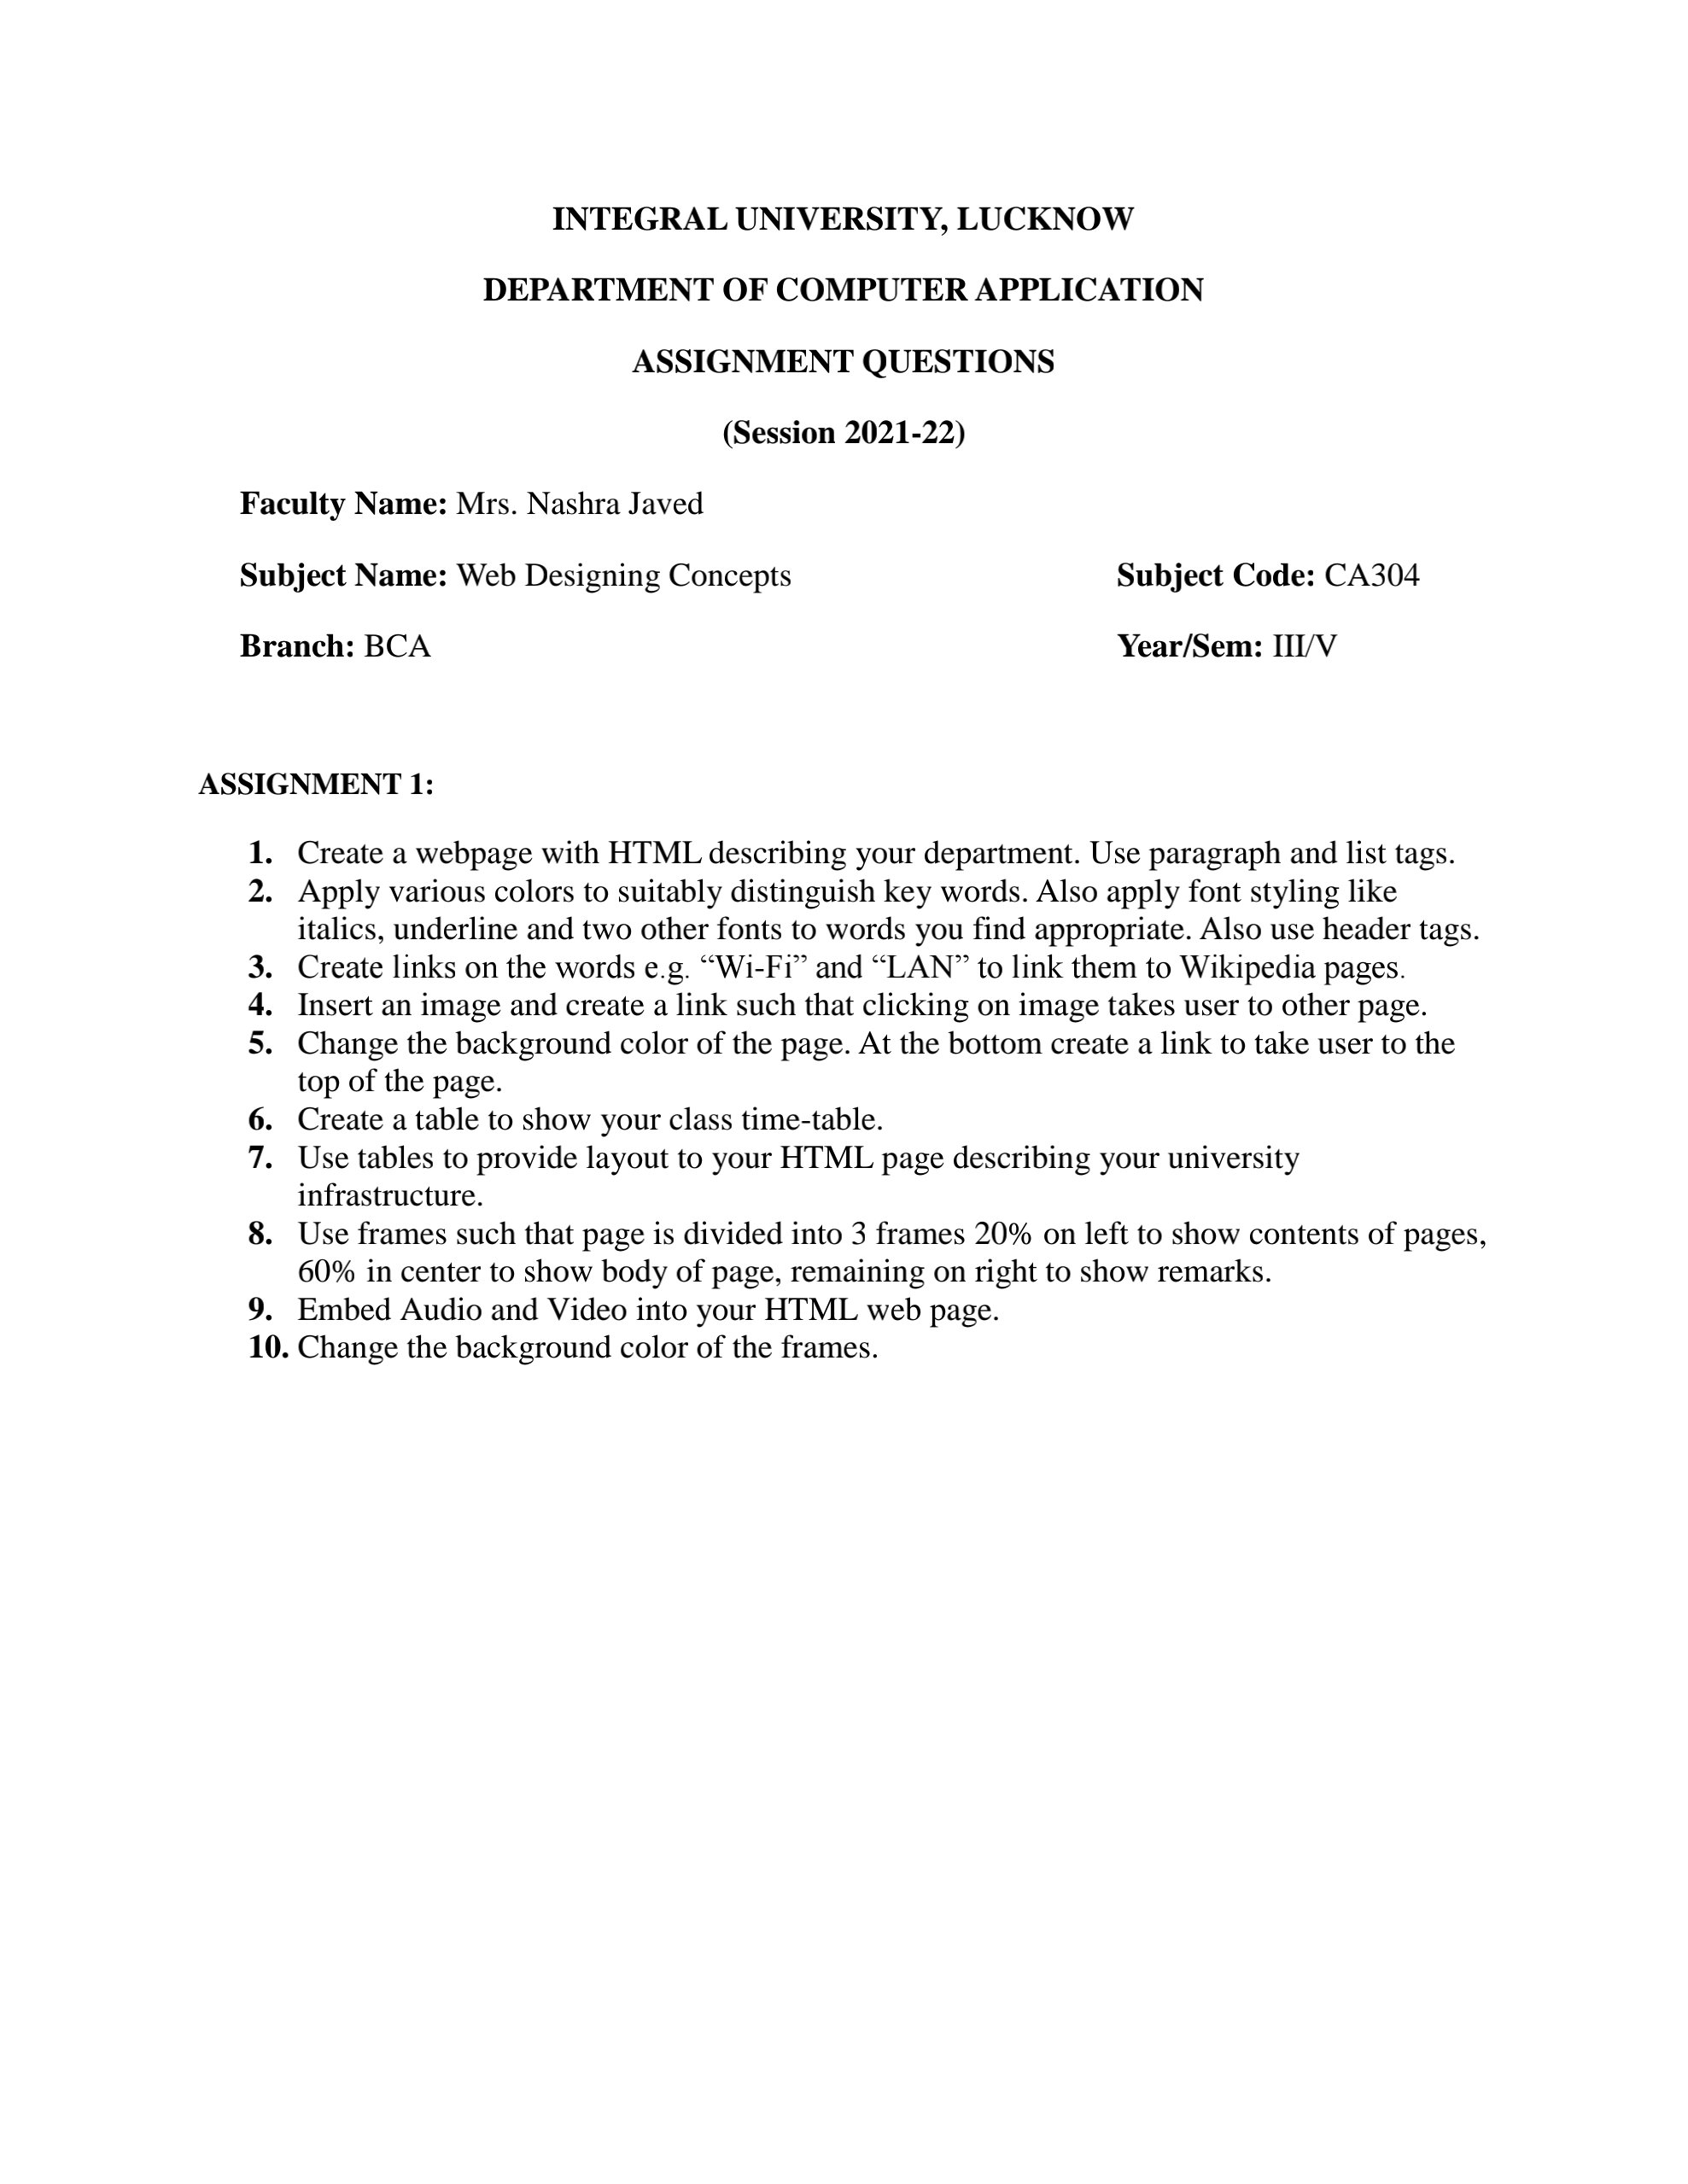 INTEGRAL UNIVERSITY, LUCKNOW
DEPARTMENT OF COMPUTER APPLICATION
ASSIGNMENT QUESTIONS
(Session 2021-22)
Faculty Name: Mrs. Nashra Javed
Subject Name: Web Designing Concepts Subject Code: CA304
Branch: BCA Year/Sem: III/V
ASSIGNMENT 1:
1. Create a webpage with HTML describing your department. Use paragraph and list tags.
2. Apply various colors to suitably distinguish key words. Also apply font styling like
italics, underline and two other fonts to words you find appropriate. Also use header tags.
3. Create links on the words e.g. “Wi-Fi” and “LAN” to link them to Wikipedia pages.
4. Insert an image and create a link such that clicking on image takes user to other page.
5. Change the background color of the page. At the bottom create a link to take user to the
top of the page.
6. Create a table to show your class time-table.
7. Use tables to provide layout to your HTML page describing your university
infrastructure.
8. Use frames such that page is divided into 3 frames 20% on left to show contents of pages,
60% in center to show body of page, remaining on right to show remarks.
9. Embed Audio and Video into your HTML web page.
10. Change the background color of the frames.